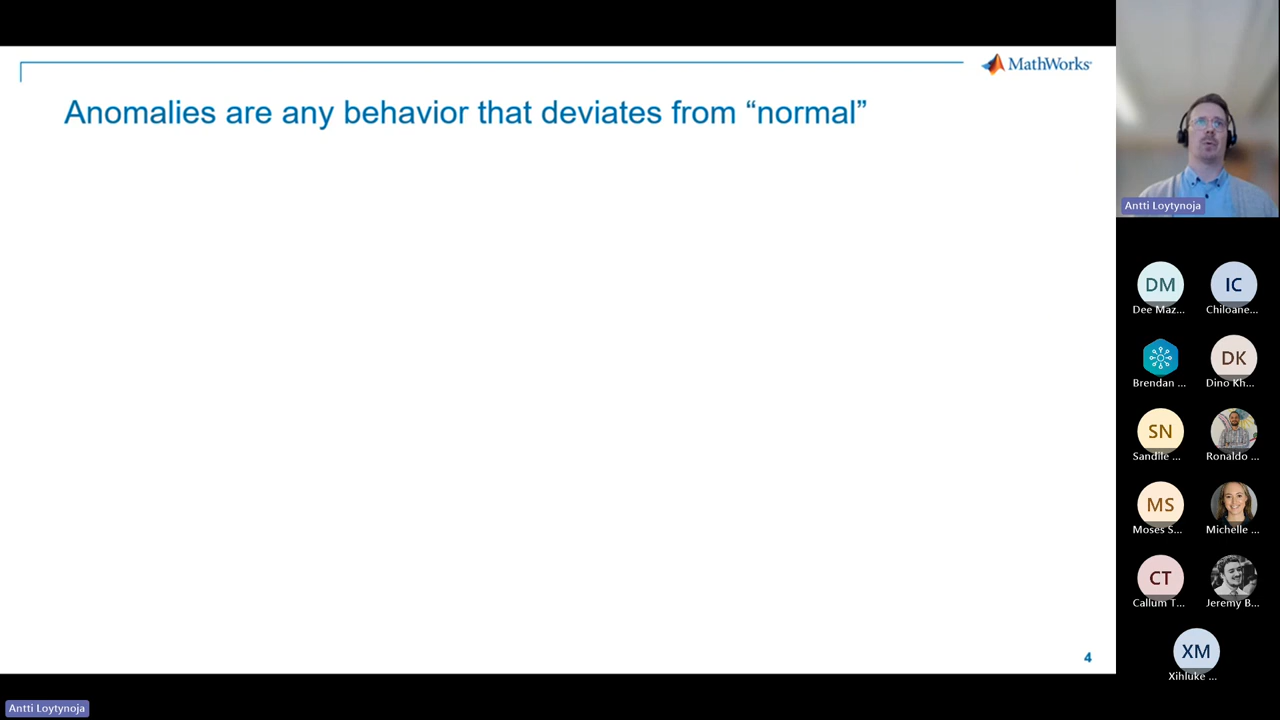 MathWorks
Anomalies are any behavior that deviates from “normal”
4
Antti Loytynoja
DM
Dee Maz...
IC
Chiloane...
Brendan ...
DK
Dino Kh...
SN
Sandile ...
Ronaldo ...
MS
Moses S...
Michelle ...
CT
Callum T...
Jeremy B...
XM
Xihluke ...
Antti Loytynoja